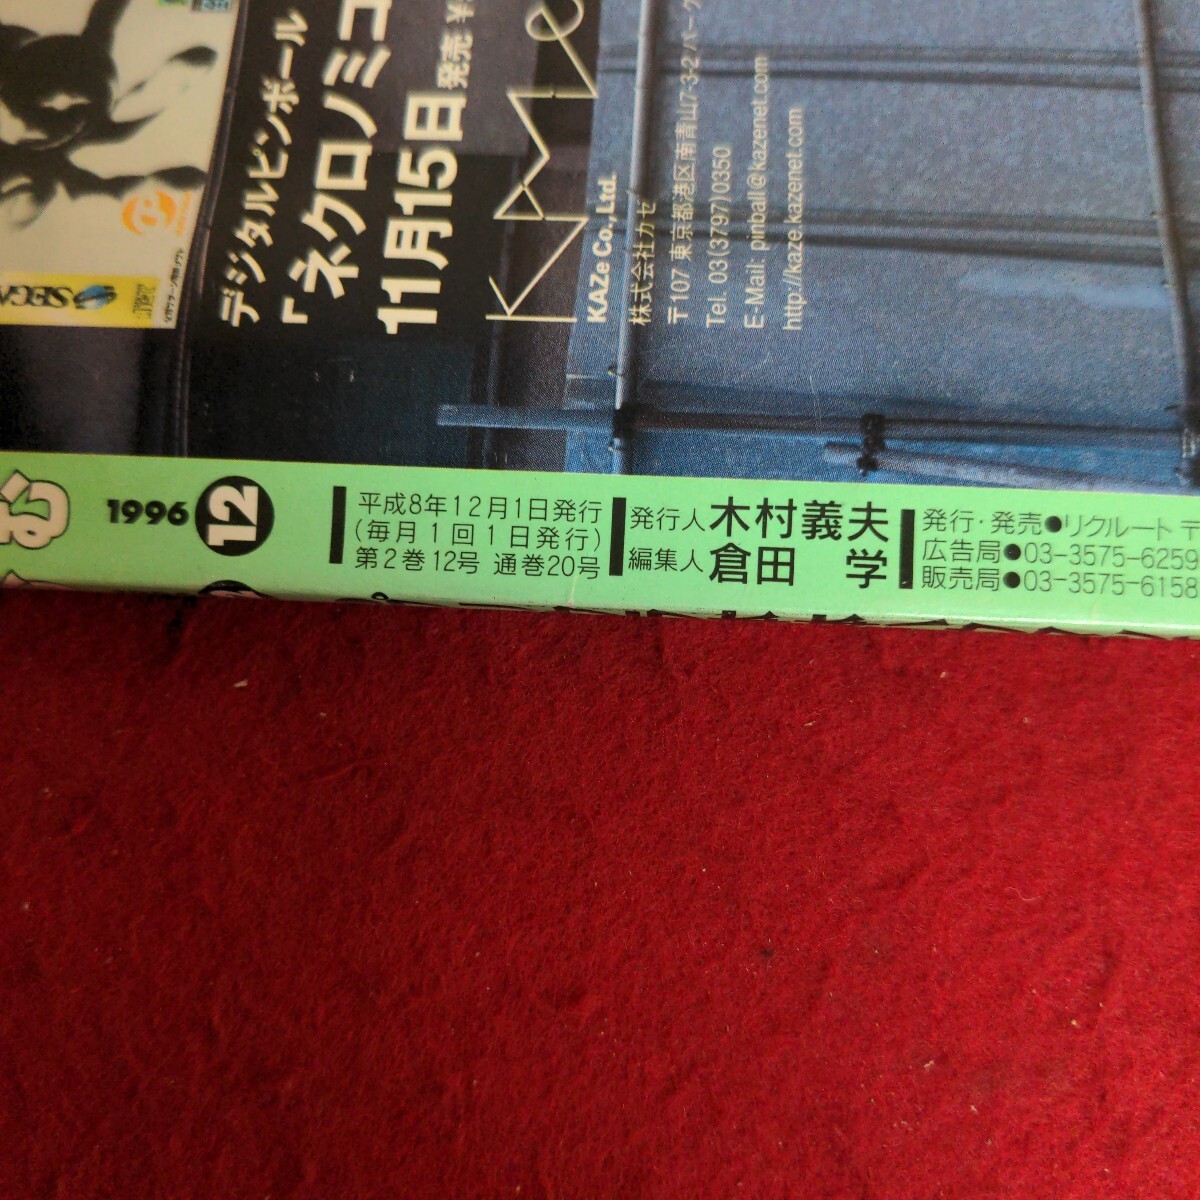 デジタルピンボール
「ネクロノミコ
11月15日発売
SEGA
KAZe
KAZe Co., Ltd.
株式会社カゼ
〒107 東京都港区南青山7-3-2パーク
Tel. 03(3797)0350
E-Mail: pinball@kazenet.com
http://kaze.kazenet.com
む
1996 12
平成8年12月1日発行
(毎月1回1日発行)
第2巻12号 通巻20号
発行人 木村義夫
編集人 倉田 学
発行・発売●リクルート 〒
広告局●03-3575-6259
販売局●03-3575-6158